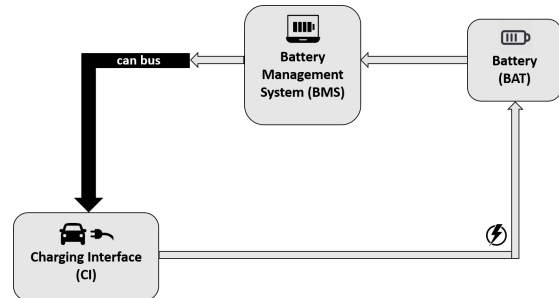 can bus
Battery
Management
System (BMS)
Battery
(BAT)
Charging Interface
(CI)